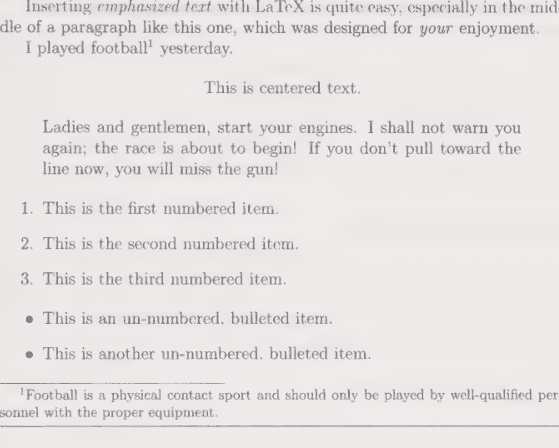 Inserting emphasized text with LaTeX is quite easy, especially in the mid-
dle of a paragraph like this one, which was designed for your enjoyment.
I played football¹ yesterday.
This is centered text.
Ladies and gentlemen, start your engines. I shall not warn you
again; the race is about to begin! If you don't pull toward the
line now, you will miss the gun!
1. This is the first numbered item.
2. This is the second numbered item.
3. This is the third numbered item.
• This is an un-numbered, bulleted item.
• This is another un-numbered, bulleted item.
¹Football is a physical contact sport and should only be played by well-qualified per-
sonnel with the proper equipment.